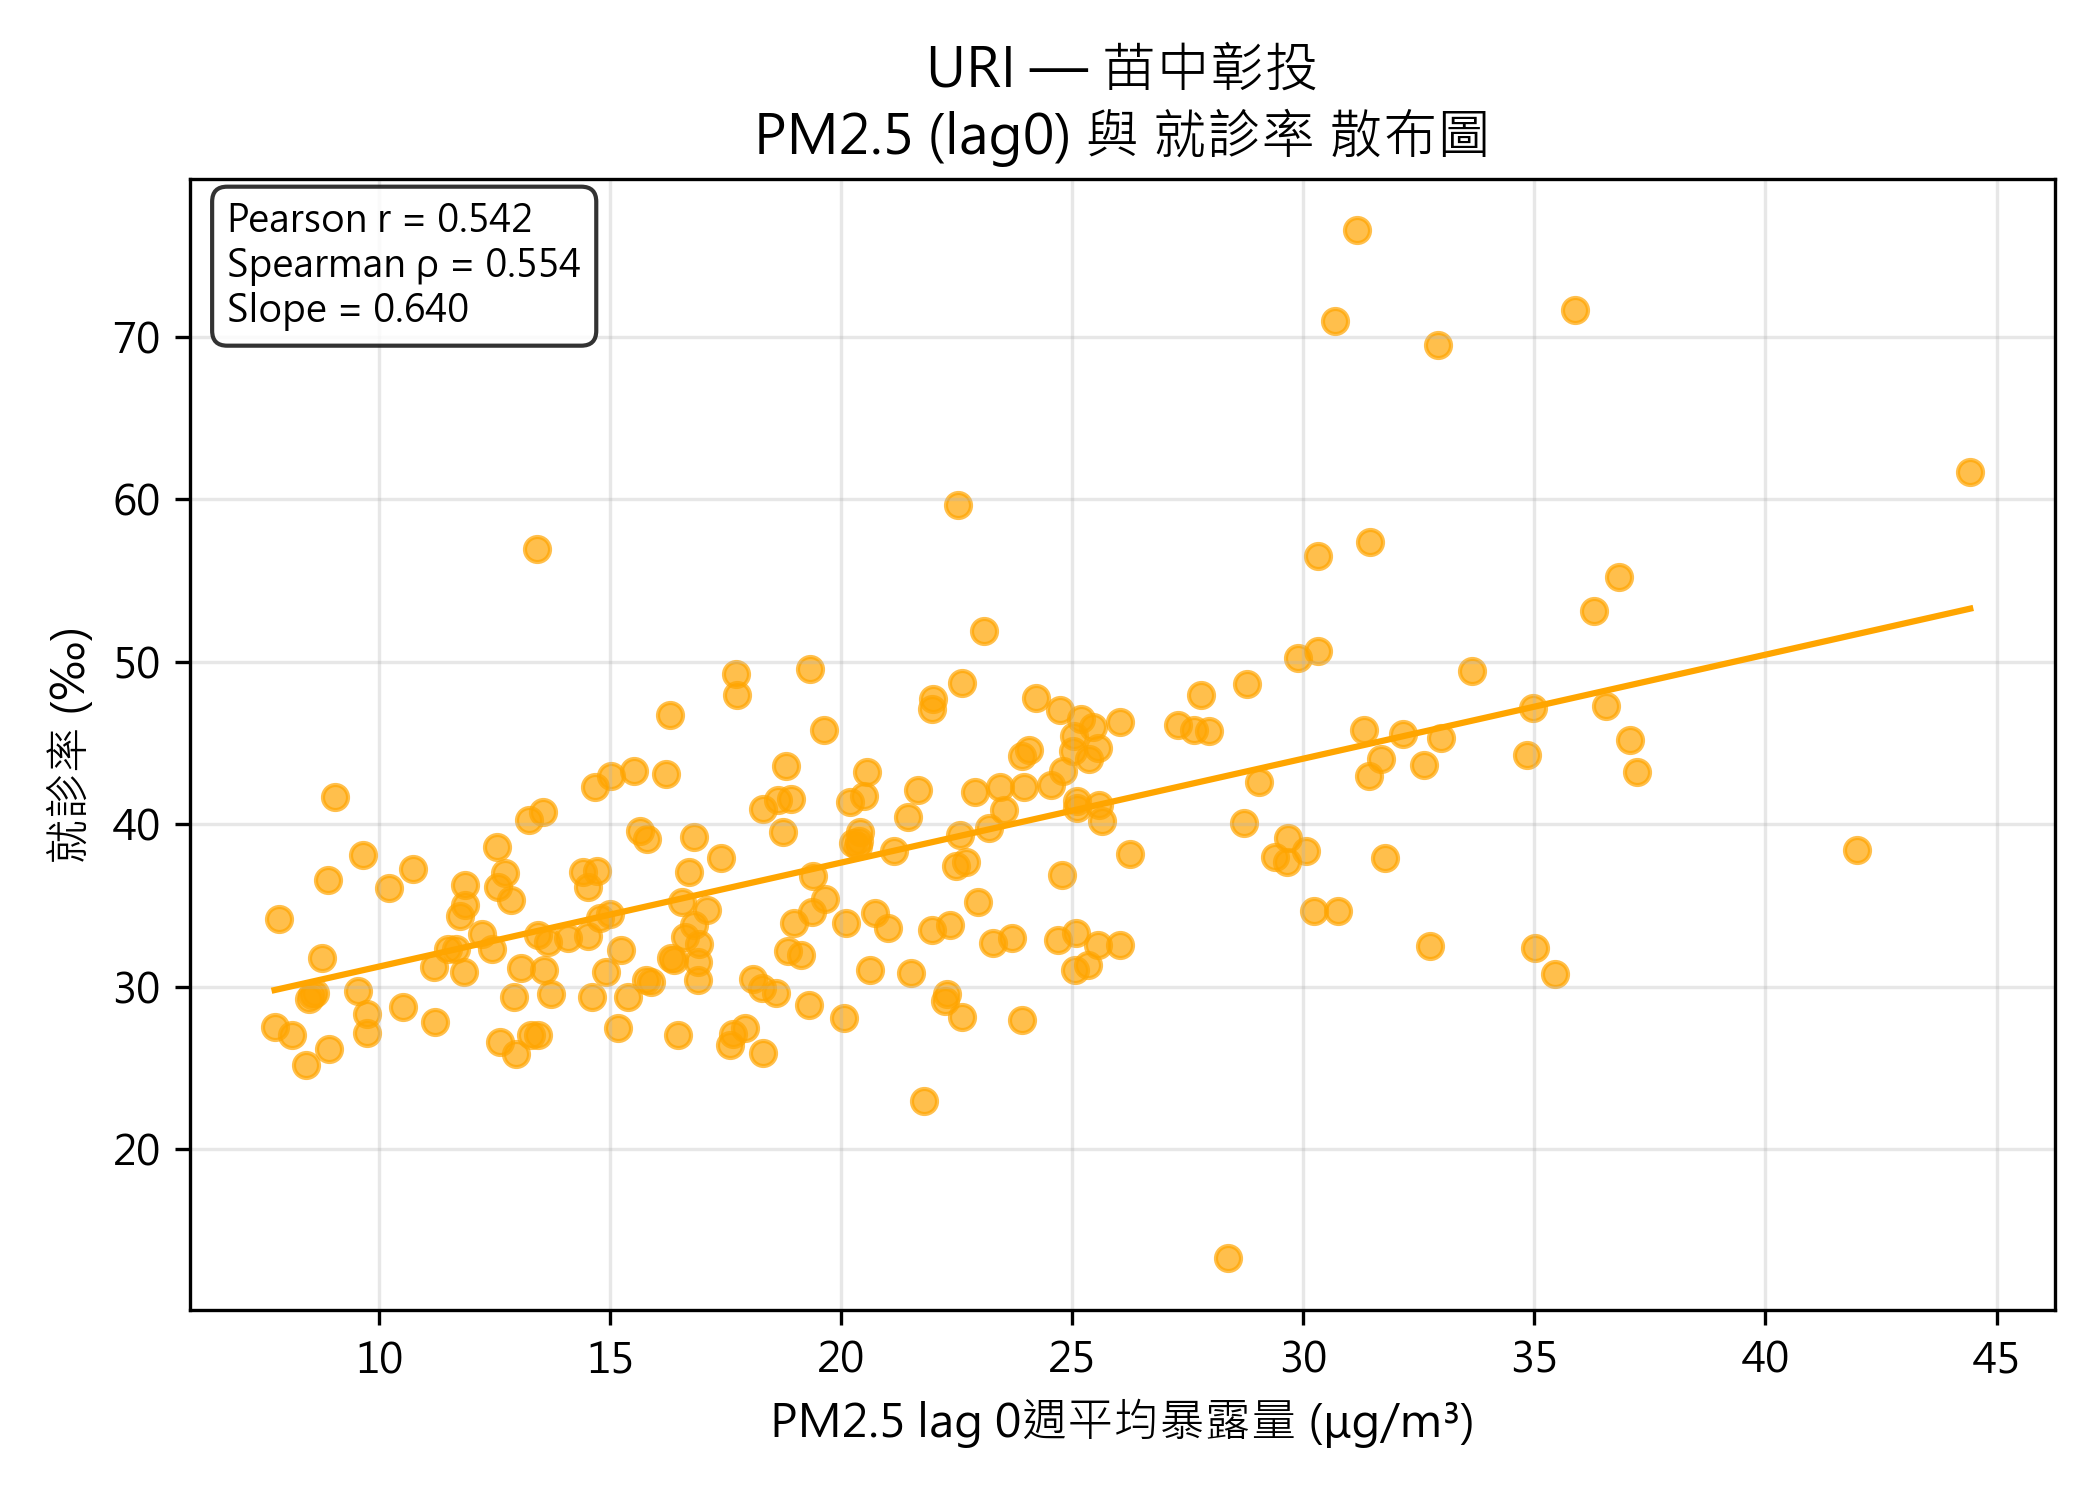 URI — 苗中彰投
PM2.5 (lag0) 與 就診率 散布圖
Pearson r = 0.542
Spearman ρ = 0.554
Slope = 0.640
70
60
50
40
30
20
就診率 (‰)
10 15 20 25 30 35 40 45
PM2.5 lag 0週平均暴露量 (μg/m³)